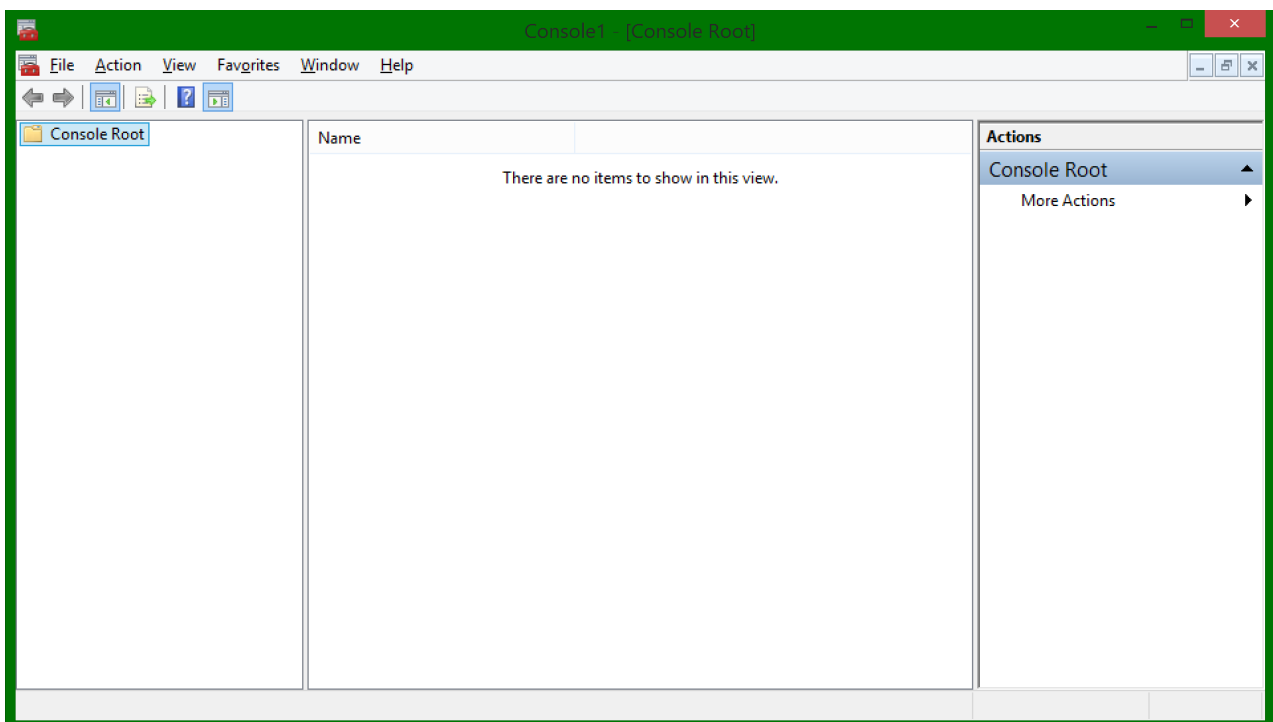 Console1 - [Console Root]
File Action View Favorites Window Help
Console Root
Name
There are no items to show in this view.
Actions
Console Root
More Actions